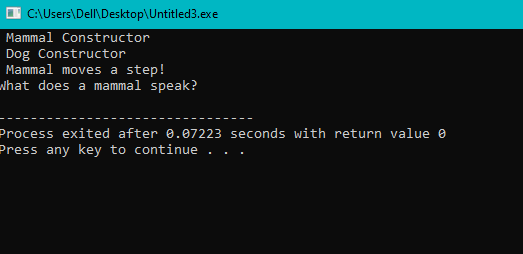 C:\Users\Dell\Desktop\Untitled3.exe
Mammal Constructor
Dog Constructor
Mammal moves a step!
What does a mammal speak?
--------------------------------
Process exited after 0.07223 seconds with return value 0
Press any key to continue . . .